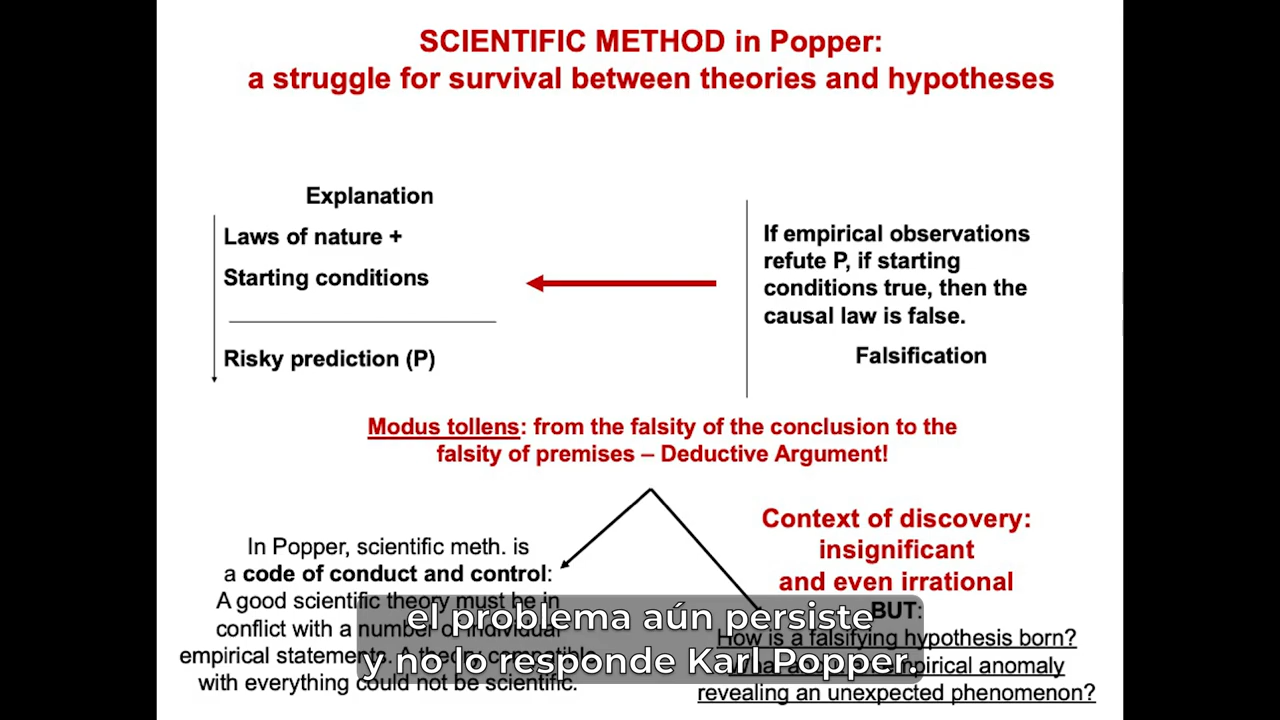 SCIENTIFIC METHOD in Popper:
a struggle for survival between theories and hypotheses
Explanation
Laws of nature +
Starting conditions
Risky prediction (P)
If empirical observations
refute P, if starting
conditions true, then the
causal law is false.
Falsification
Modus tollens: from the falsity of the conclusion to the
falsity of premises – Deductive Argument!
In Popper, scientific meth. is
a code of conduct and control:
A good scientific theory must be in
conflict with a number of individual
empirical statements. A theory compatible
with everything could not be scientific.
Context of discovery:
insignificant
and even irrational
BUT:
How is a falsifying hypothesis born?
empirical anomaly
revealing an unexpected phenomenon?
el problema aún persiste
y no lo responde Karl Popper.